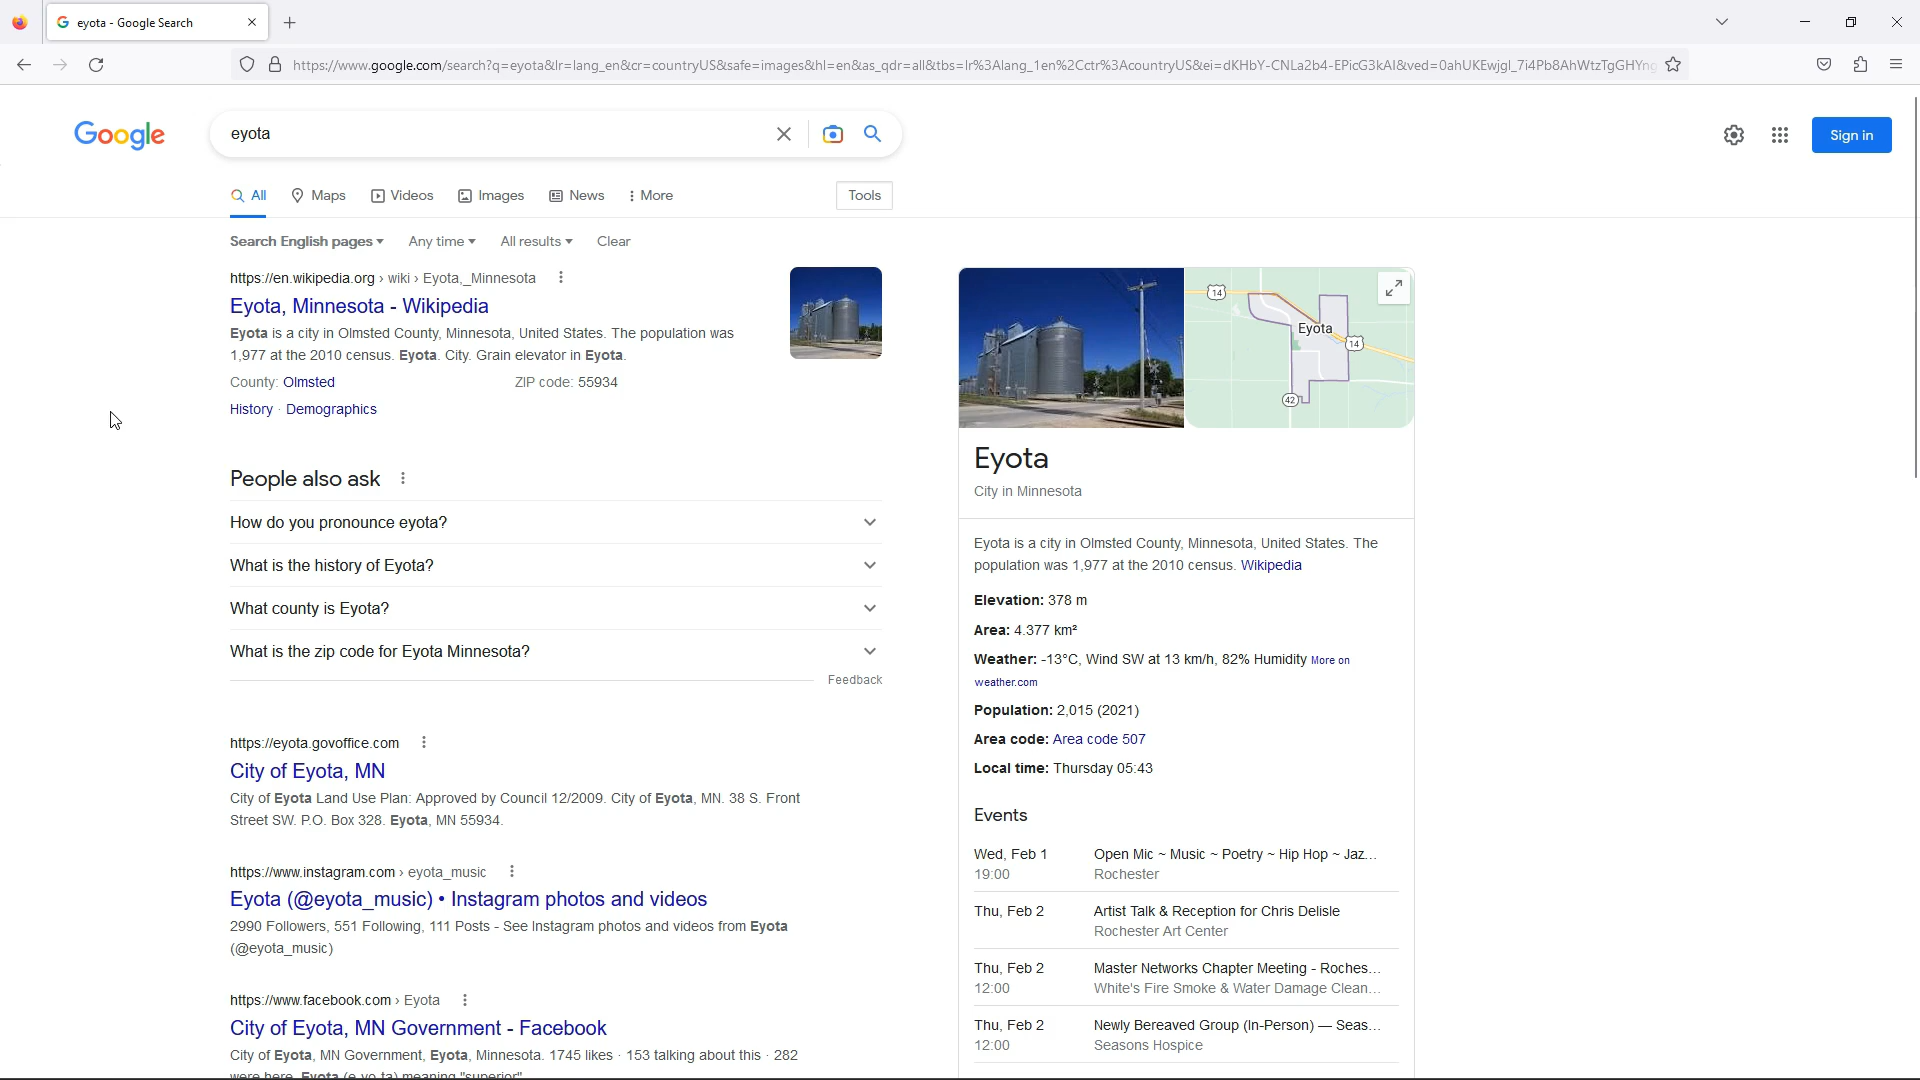 eyota - Google Search
https://www.google.com/search?q=eyota&lr=lang_en&cr=countryUS&safe=images&hl=en&as_qdr=all&tbs=lr%3Alang_1en%2Cctr%3AcountryUS&ei=dKHbY-CNLa2b4-EPicG3kAI&ved=0ahUKEwjgl_7i4Pb8AhWtzTgGHYng
Google
eyota
Sign in
All
Maps
Videos
Images
News
More
Tools
Search English pages
Any time
All results
Clear
https://en.wikipedia.org › wiki › Eyota,_Minnesota
Eyota, Minnesota - Wikipedia
Eyota is a city in Olmsted County, Minnesota, United States. The population was
1,977 at the 2010 census. Eyota. City. Grain elevator in Eyota.
County: Olmsted
ZIP code: 55934
History · Demographics
People also ask
How do you pronounce eyota?
What is the history of Eyota?
What county is Eyota?
What is the zip code for Eyota Minnesota?
Feedback
https://eyota.govoffice.com
City of Eyota, MN
City of Eyota Land Use Plan: Approved by Council 12/2009. City of Eyota, MN. 38 S. Front
Street SW. P.O. Box 328. Eyota, MN 55934.
https://www.instagram.com › eyota_music
Eyota (@eyota_music) • Instagram photos and videos
2990 Followers, 551 Following, 111 Posts - See Instagram photos and videos from Eyota
(@eyota_music)
https://www.facebook.com › Eyota
City of Eyota, MN Government - Facebook
City of Eyota, MN Government, Eyota, Minnesota. 1745 likes · 153 talking about this · 282
were here. Eyota (e-yo-ta) meaning "superior"
14
Eyota
14
42
Eyota
City in Minnesota
Eyota is a city in Olmsted County, Minnesota, United States. The
population was 1,977 at the 2010 census. Wikipedia
Elevation: 378 m
Area: 4.377 km²
Weather: -13°C, Wind SW at 13 km/h, 82% Humidity More on
weather.com
Population: 2,015 (2021)
Area code: Area code 507
Local time: Thursday 05:43
Events
Wed, Feb 1
19:00
Open Mic ~ Music ~ Poetry ~ Hip Hop ~ Jaz...
Rochester
Thu, Feb 2
Artist Talk & Reception for Chris Delisle
Rochester Art Center
Thu, Feb 2
12:00
Master Networks Chapter Meeting - Roches...
White's Fire Smoke & Water Damage Clean...
Thu, Feb 2
12:00
Newly Bereaved Group (In-Person) — Seas...
Seasons Hospice